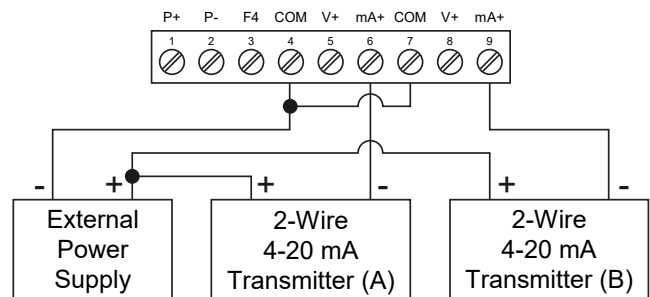 P+ P- F4 COM V+ mA+ COM V+ mA+
1 2 3 4 5 6 7 8 9
- + + - + -
External
Power
Supply
2-Wire
4-20 mA
Transmitter (A)
2-Wire
4-20 mA
Transmitter (B)